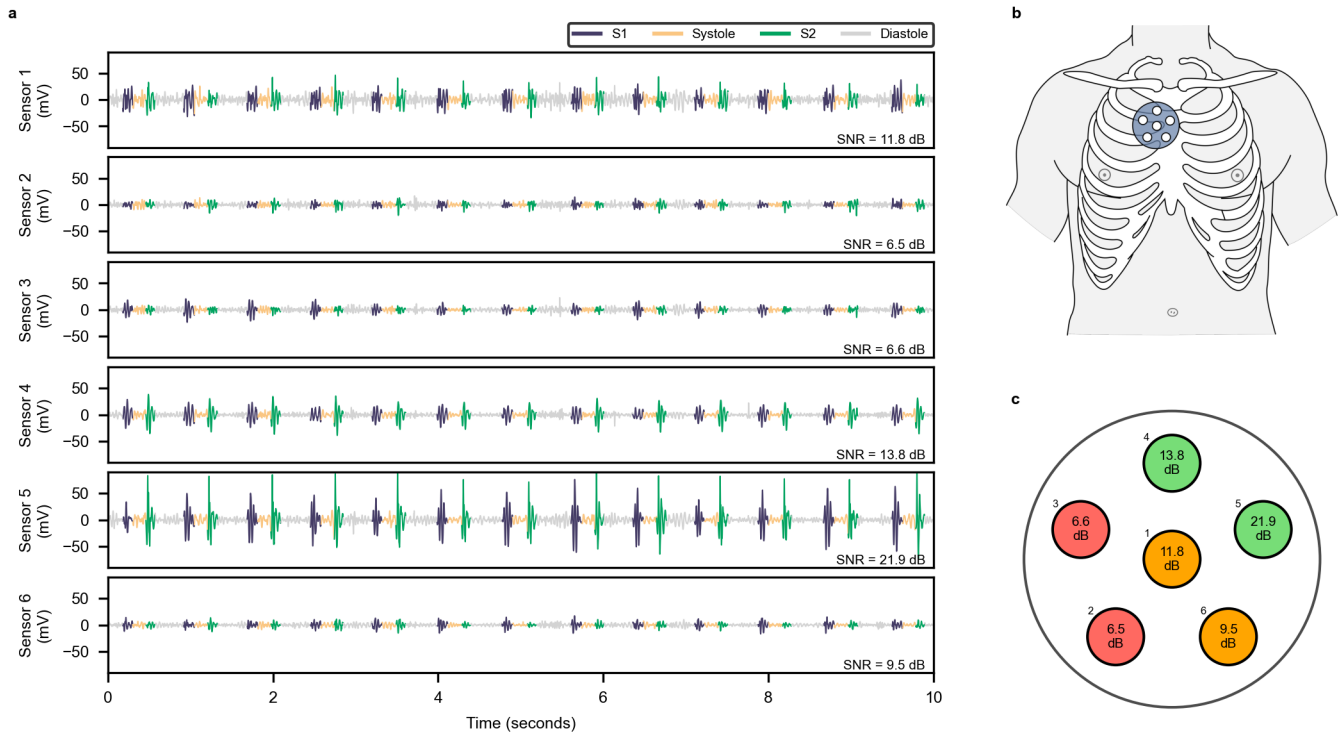 a
S1 Systole S2 Diastole
Sensor 1
(mV)
50
0
−50
SNR = 11.8 dB
Sensor 2
(mV)
50
0
−50
SNR = 6.5 dB
Sensor 3
(mV)
50
0
−50
SNR = 6.6 dB
Sensor 4
(mV)
50
0
−50
SNR = 13.8 dB
Sensor 5
(mV)
50
0
−50
SNR = 21.9 dB
Sensor 6
(mV)
50
0
−50
SNR = 9.5 dB
0 2 4 6 8 10
Time (seconds)
b
c
4
13.8
dB
3
6.6
dB
5
21.9
dB
1
11.8
dB
2
6.5
dB
6
9.5
dB